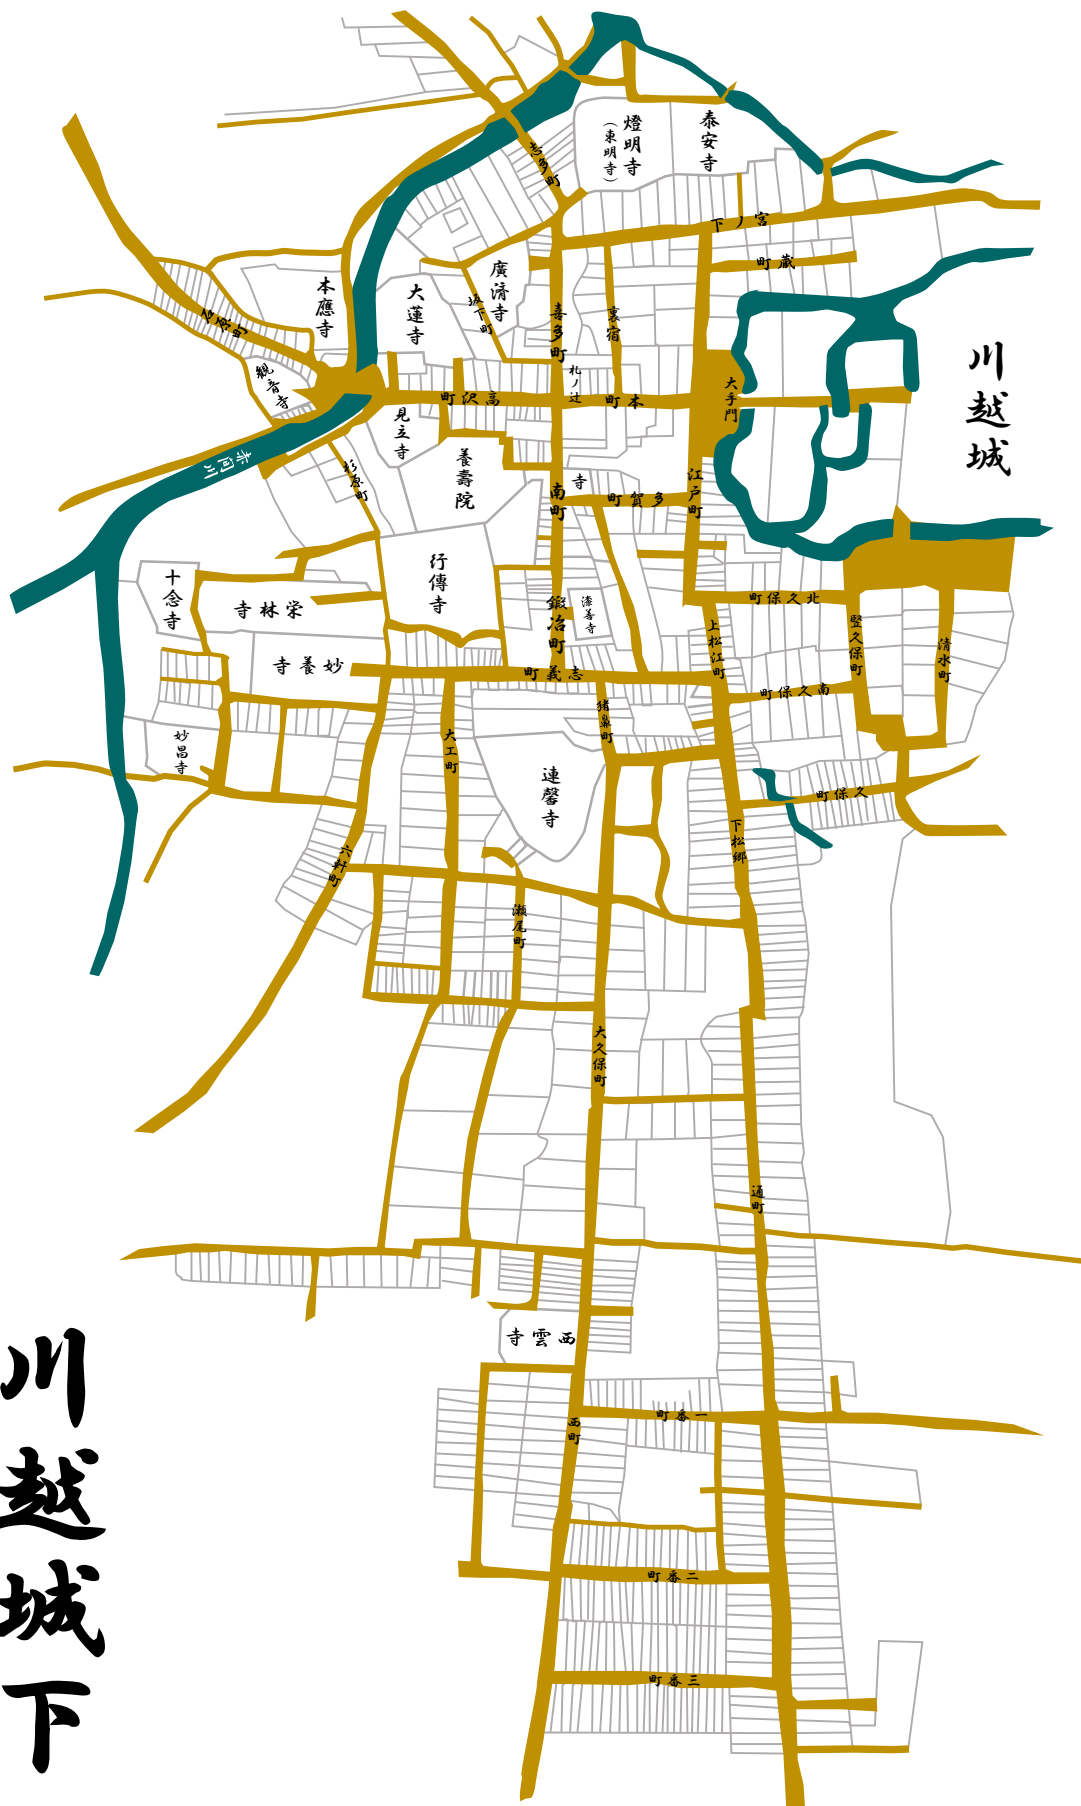 川越城下
川越城
燈明寺
（東明寺）
泰安寺
志多町
下ノ宮
町蔵
廣済寺
坂下町
喜多町
裏宿
本應寺
大蓮寺
石原町
観音寺
札ノ辻
大手門
町沢高
町本
見立寺
養壽院
杉原町
赤间川
南町
寺
町賀多
江戸町
行傳寺
十念寺
寺林栄
鍛冶町
町保久北
上松江町
竪久保町
清水町
寺養妙
町義志
町保久南
猪鼻町
妙昌寺
大工町
連馨寺
町保久
下松郷
六軒町
瀬尾町
大久保町
通町
寺雲西
西町
町番一
町番二
町番三